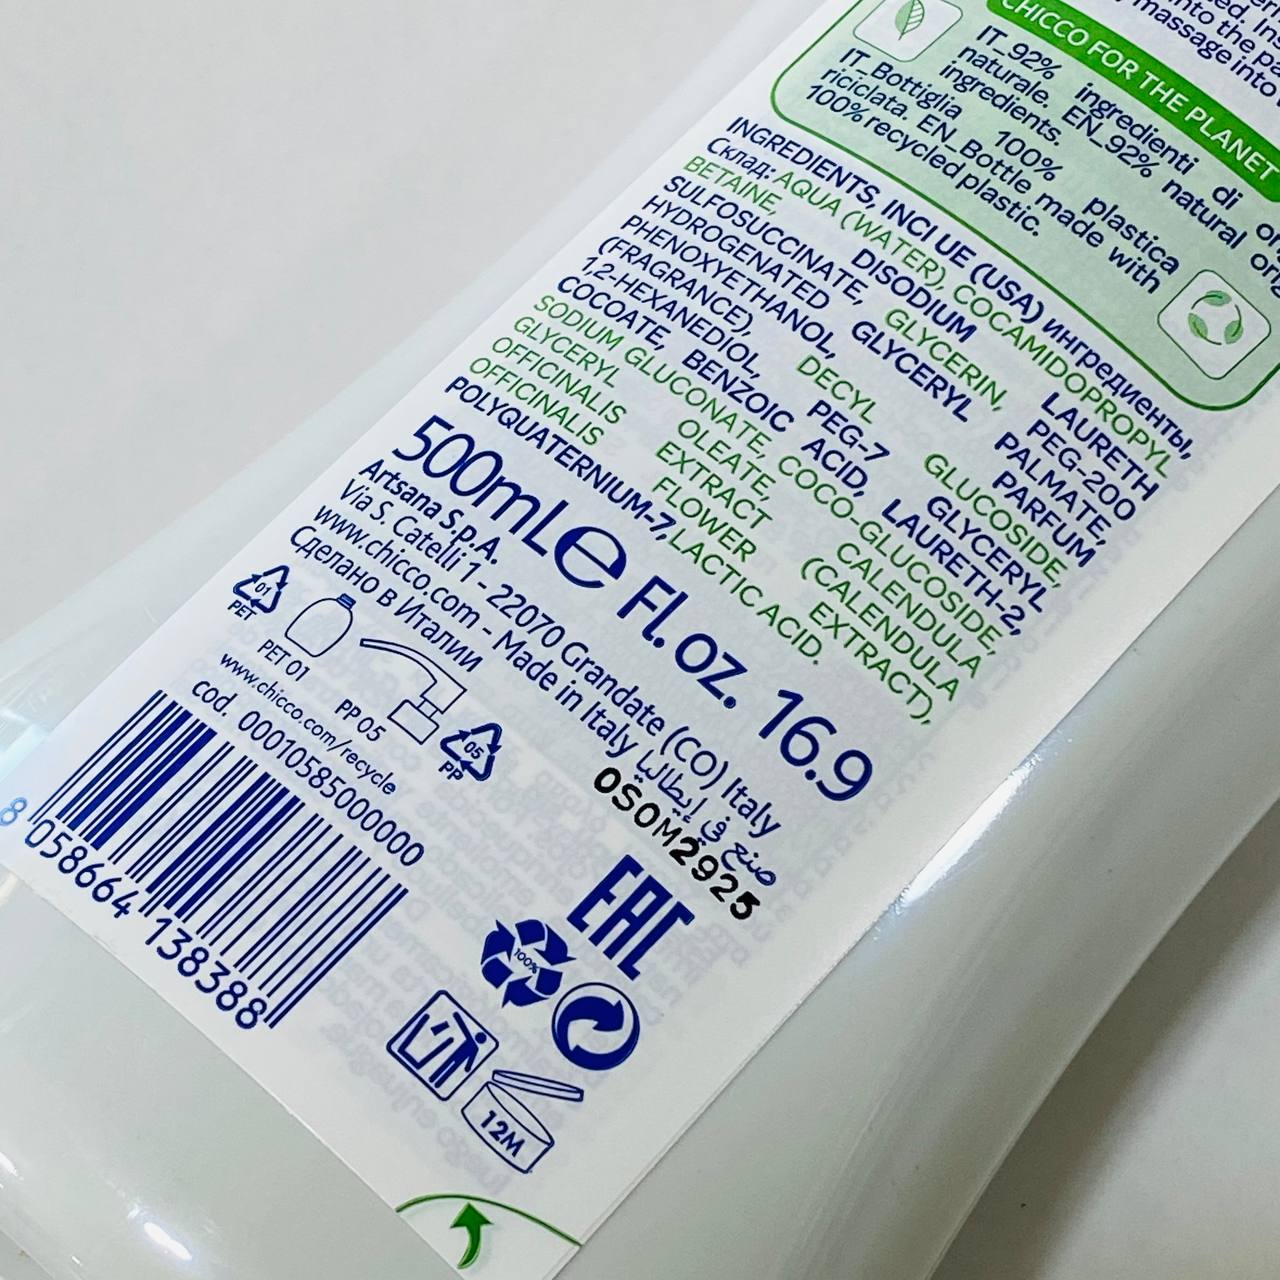 into the pa
massage into
CHICCO FOR THE PLANET
IT_92% ingredienti di
naturale. EN_92% natural
ingredients.
IT_Bottiglia 100% plastica
riciclata. EN_Bottle made with
100% recycled plastic.
INGREDIENTS, INCI UE (USA) ингредиенты,
Склад: AQUA (WATER), COCAMIDOPROPYL
BETAINE, DISODIUM LAURETH
SULFOSUCCINATE, GLYCERIN, PEG-200
HYDROGENATED GLYCERYL PALMATE,
PHENOXYETHANOL, DECYL GLUCOSIDE, PARFUM
(FRAGRANCE), PEG-7 GLYCERYL
1,2-HEXANEDIOL, BENZOIC ACID, LAURETH-2,
COCOATE,
SODIUM GLUCONATE, COCO-GLUCOSIDE,
GLYCERYL OLEATE, CALENDULA
OFFICINALIS EXTRACT (CALENDULA
OFFICINALIS FLOWER EXTRACT),
POLYQUATERNIUM-7, LACTIC ACID.
500mL e Fl.oz. 16.9
Artsana S.p.A.
Via S. Catelli 1 - 22070 Grandate (CO) Italy
www.chicco.com - Made in Italy صنع في إيطاليا
Сделано в Италии
0S0M2925
01
PET
PET 01
PP 05
05
PP
www.chicco.com/recycle
cod. 00010585000000
8 058664 138388
EAC
100%
12M